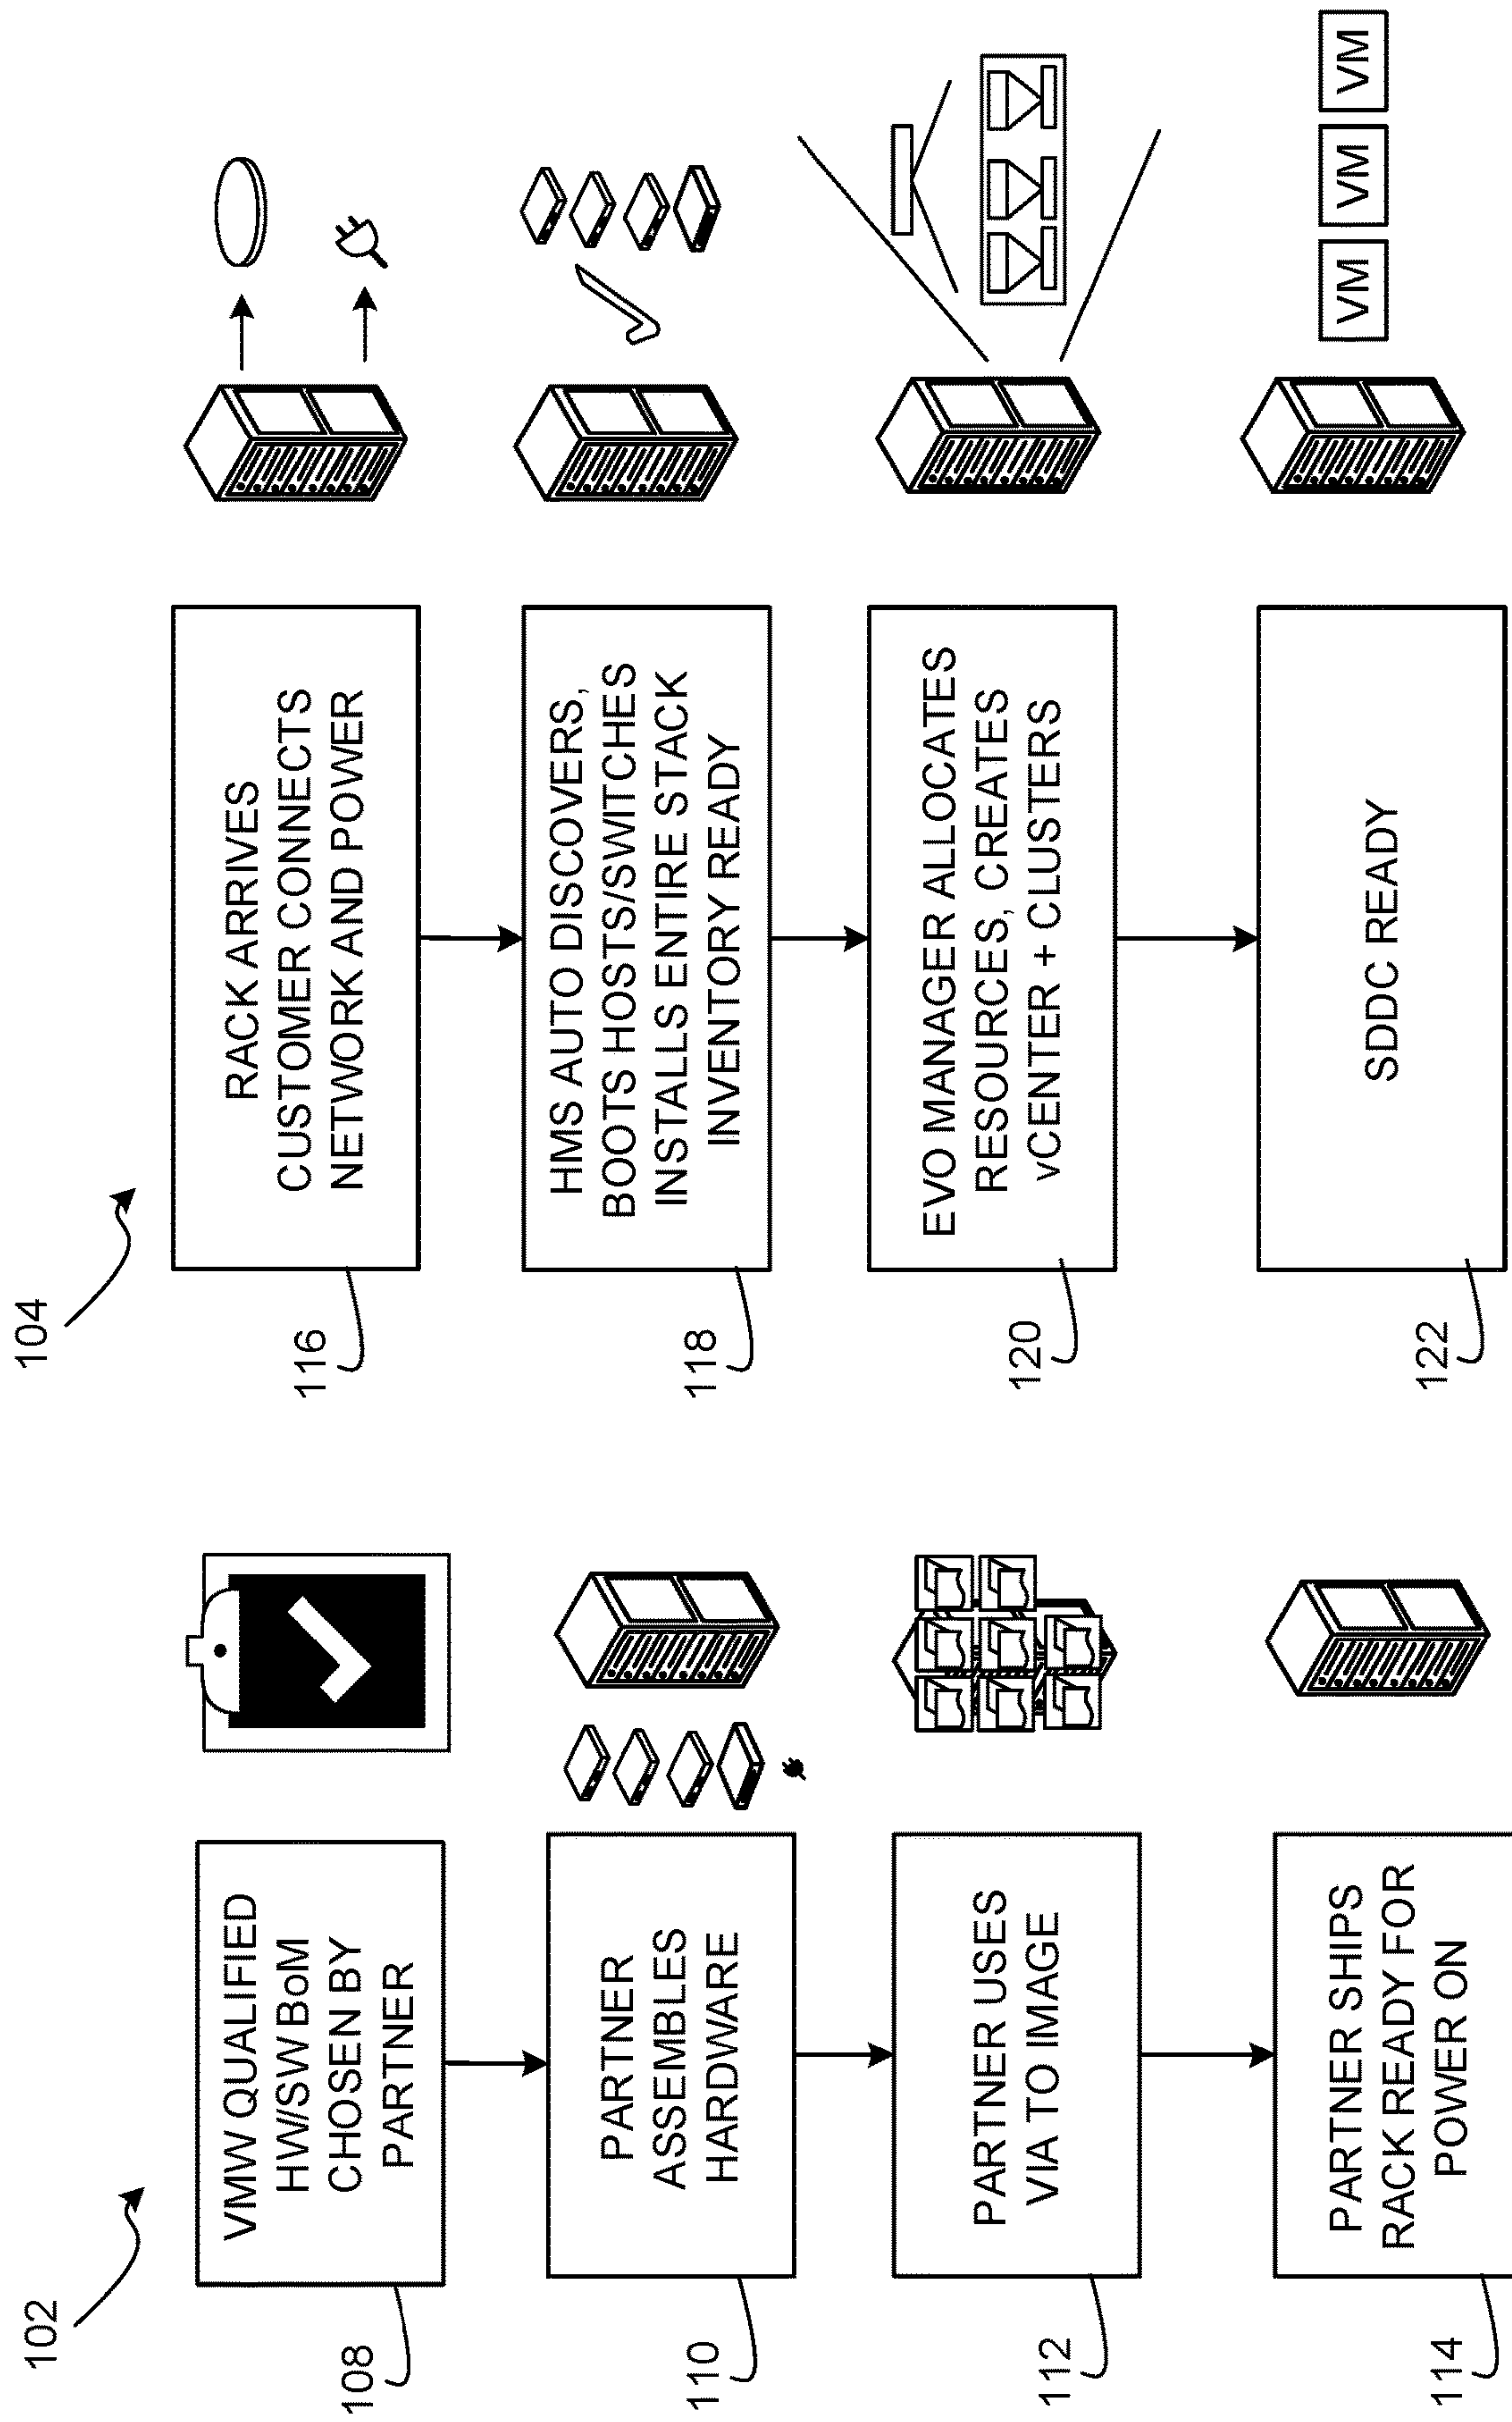 102
108
VMW QUALIFIED
HW/SW BoM
CHOSEN BY
PARTNER
110
PARTNER
ASSEMBLES
HARDWARE
112
PARTNER USES
VIA TO IMAGE
114
PARTNER SHIPS
RACK READY FOR
POWER ON
104
116
RACK ARRIVES
CUSTOMER CONNECTS
NETWORK AND POWER
118
HMS AUTO DISCOVERS,
BOOTS HOSTS/SWITCHES
INSTALLS ENTIRE STACK
INVENTORY READY
120
EVO MANAGER ALLOCATES
RESOURCES, CREATES
vCENTER + CLUSTERS
122
SDDC READY
VM VM VM